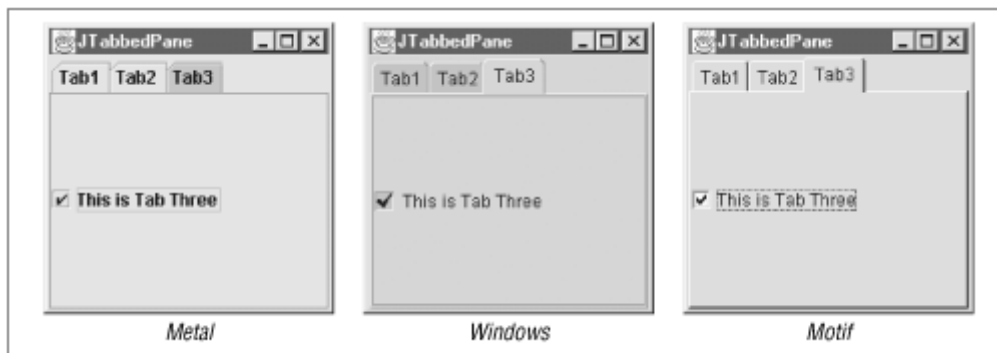 JTabbedPane
Tab1 Tab2 Tab3
This is Tab Three
Metal
JTabbedPane
Tab1 Tab2 Tab3
This is Tab Three
Windows
JTabbedPane
Tab1 Tab2 Tab3
This is Tab Three
Motif